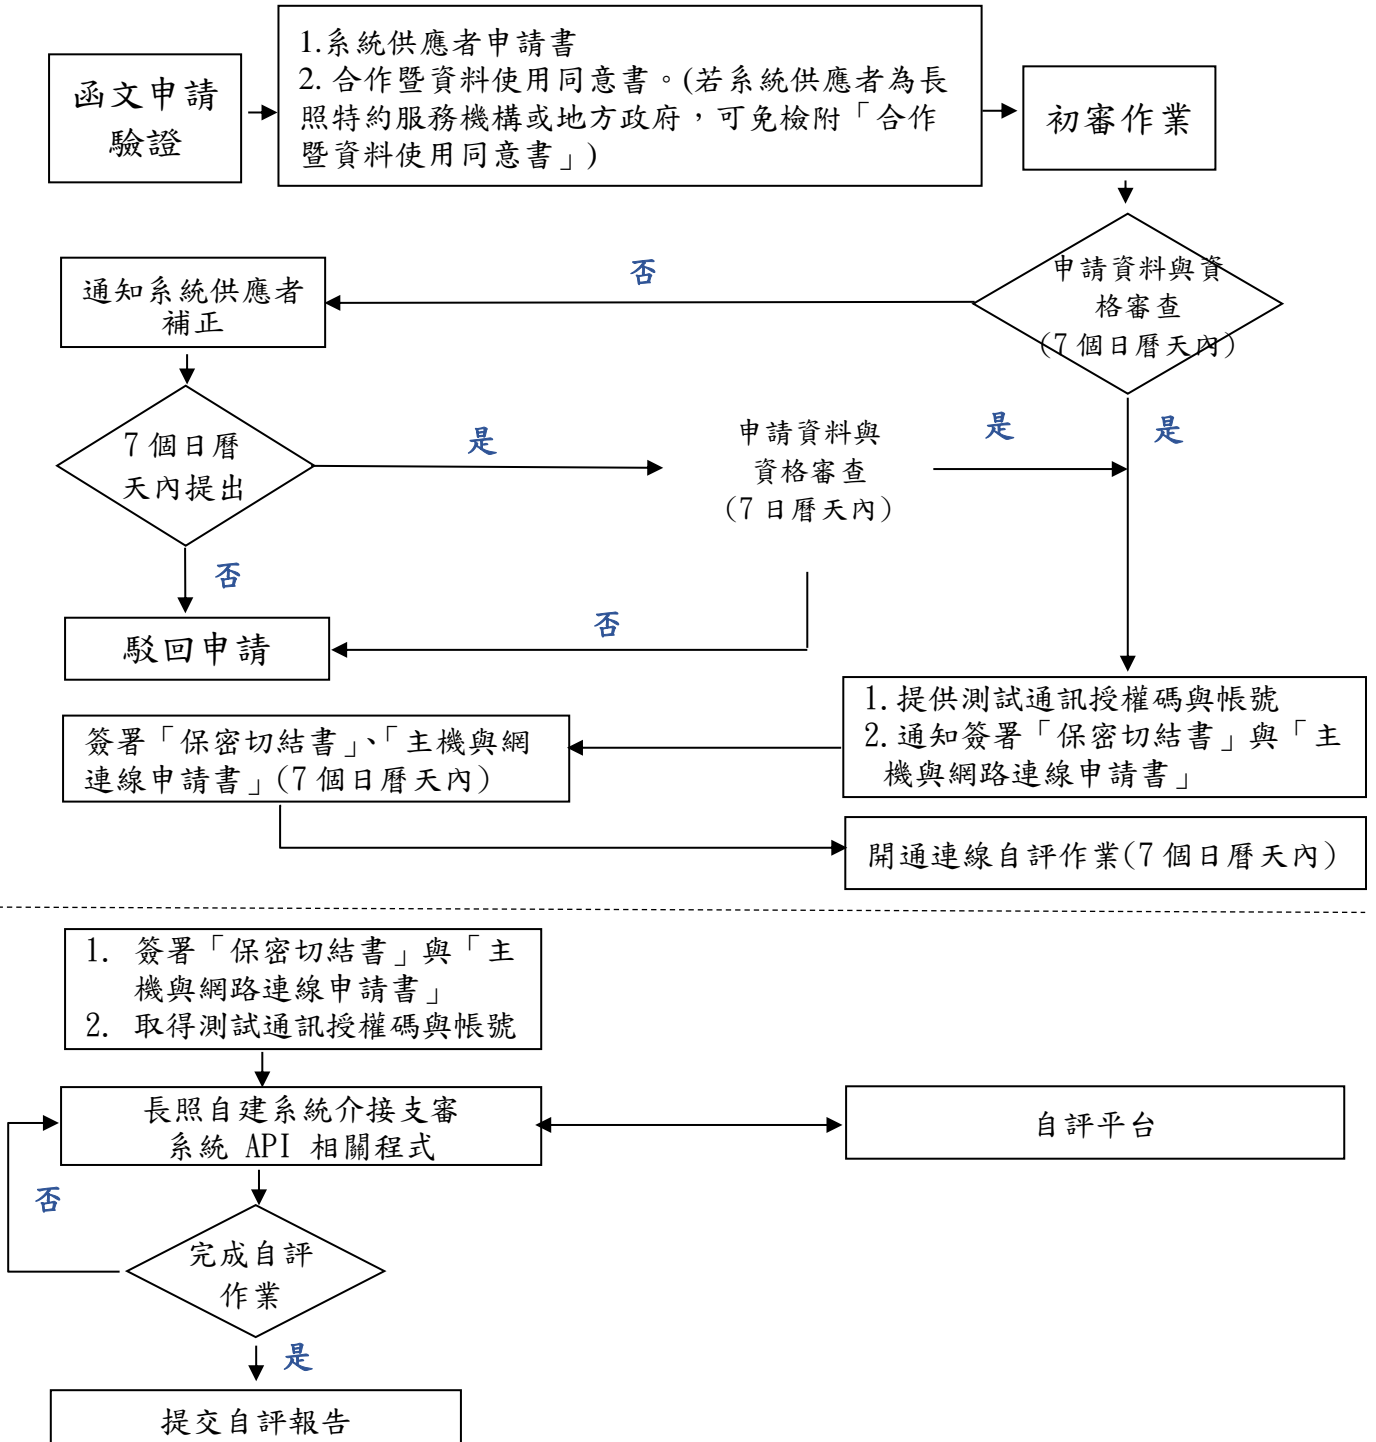 函文申請
驗證
1.系統供應者申請書
2. 合作暨資料使用同意書。(若系統供應者為長
照特約服務機構或地方政府，可免檢附「合作
暨資料使用同意書」)
初審作業
申請資料與資
格審查
(7 個日曆天內)
否
通知系統供應者
補正
7 個日曆
天內提出
是
申請資料與
資格審查
(7 日曆天內)
是
是
否
駁回申請
否
1. 提供測試通訊授權碼與帳號
2. 通知簽署「保密切結書」與「主
機與網路連線申請書」
簽署「保密切結書」、「主機與網
連線申請書」(7 個日曆天內)
開通連線自評作業(7 個日曆天內)
1. 簽署「保密切結書」與「主
機與網路連線申請書」
2. 取得測試通訊授權碼與帳號
長照自建系統介接支審
系統 API 相關程式
自評平台
否
完成自評
作業
是
提交自評報告